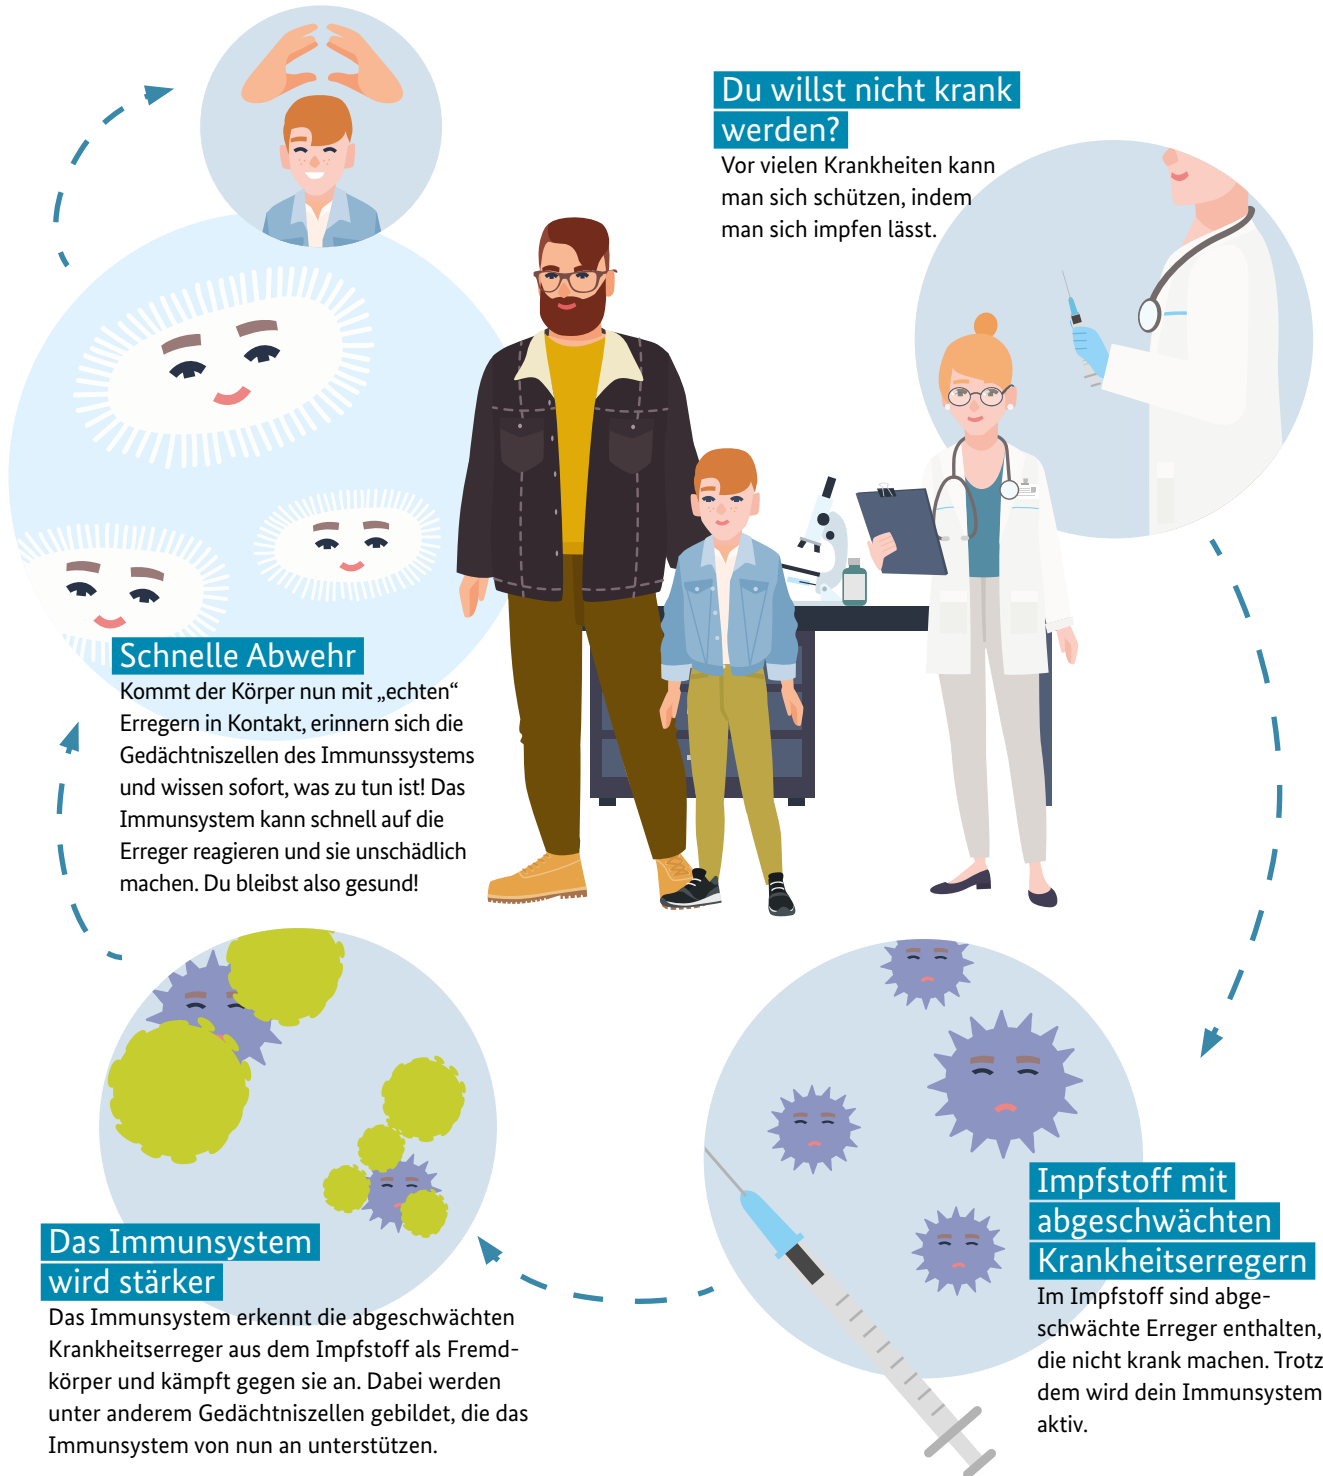 Du willst nicht krank
werden?
Vor vielen Krankheiten kann
man sich schützen, indem
man sich impfen lässt.
Impfstoff mit
abgeschwächten
Krankheitserregern
Im Impfstoff sind abge-
schwächte Erreger enthalten,
die nicht krank machen. Trotz
dem wird dein Immunsystem
aktiv.
Das Immunsystem
wird stärker
Das Immunsystem erkennt die abgeschwächten
Krankheitserreger aus dem Impfstoff als Fremd-
körper und kämpft gegen sie an. Dabei werden
unter anderem Gedächtniszellen gebildet, die das
Immunsystem von nun an unterstützen.
Schnelle Abwehr
Kommt der Körper nun mit „echten“
Erregern in Kontakt, erinnern sich die
Gedächtniszellen des Immunssystems
und wissen sofort, was zu tun ist! Das
Immunsystem kann schnell auf die
Erreger reagieren und sie unschädlich
machen. Du bleibst also gesund!